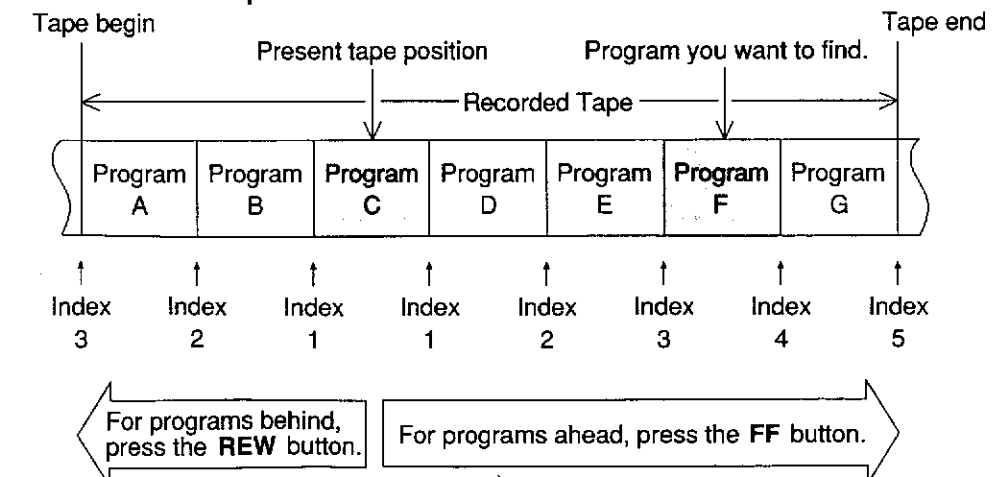 Tape begin
Tape end
Present tape position
Program you want to find.
Recorded Tape
Program Program Program Program Program Program Program
A B C D E F G
Index Index Index Index Index Index Index Index
3 2 1 1 2 3 4 5
For programs behind,
press the REW button.
For programs ahead, press the FF button.